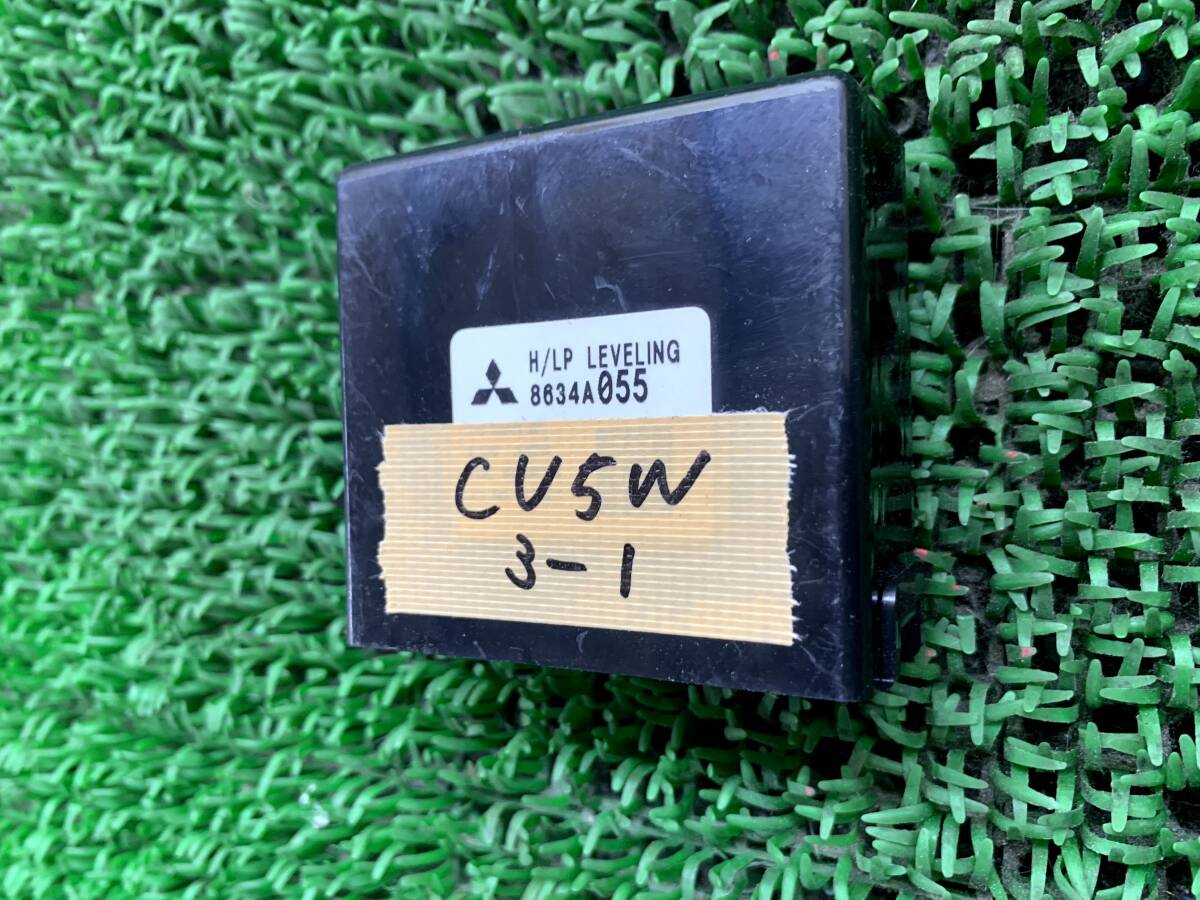 H/LP LEVELING
8634A055
CV5W
3-1